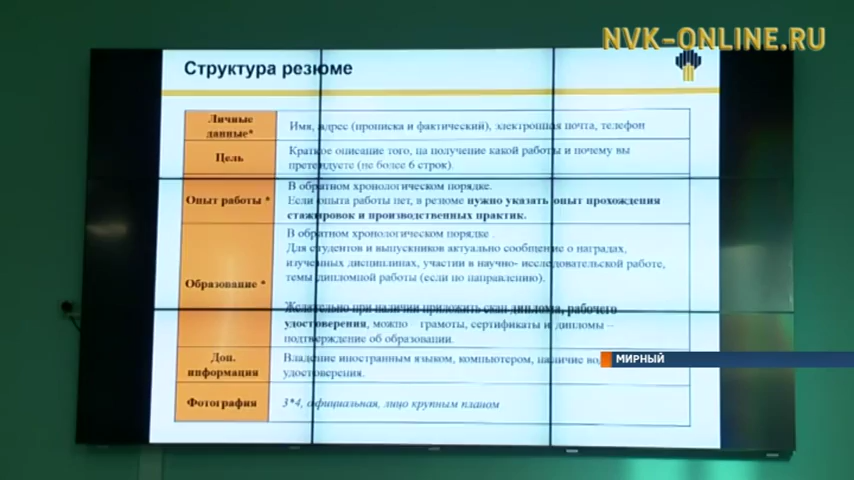 NVK-ONLINE.RU
Структура резюме
Личные
данные*
Имя, адрес (прописка и фактический), электронная почта, телефон
Цель
Краткое описание того, на получение какой работы и почему вы
претендуете (не более 6 строк).
Опыт работы *
В обратном хронологическом порядке.
Если опыта работы нет, в резюме нужно указать опыт прохождения
стажировок и производственных практик.
Образование *
В обратном хронологическом порядке .
Для студентов и выпускников актуально сообщение о наградах,
изученных дисциплинах, участии в научно- исследовательской работе,
темы дипломной работы (если по направлению).
Желательно при наличии приложить скан диплома, рабочего
удостоверения, можно – грамоты, сертификаты и дипломы –
подтверждение об образовании.
Доп.
информация
Владение иностранным языком, компьютером, наличие
удостоверения.
МИРНЫЙ
Фотография
3*4, официальная, лицо крупным планом